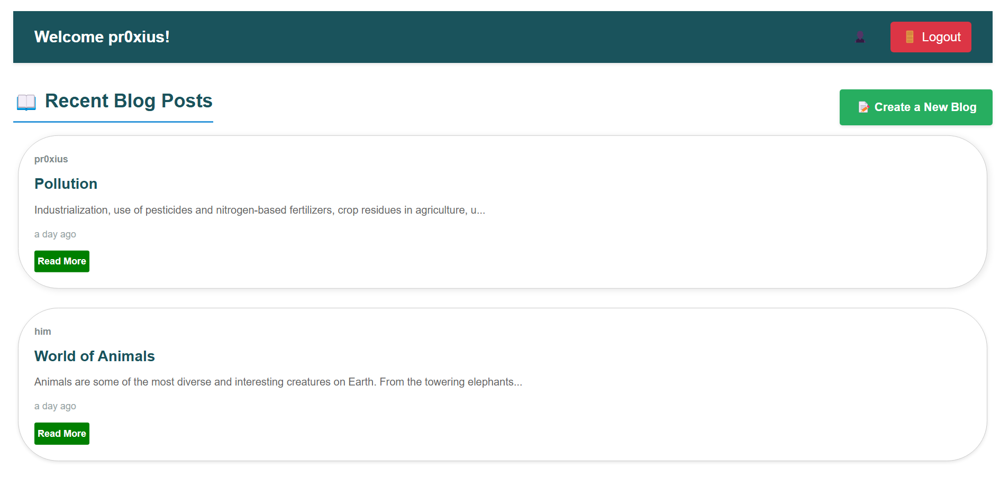 Welcome pr0xius!
Logout
Recent Blog Posts
Create a New Blog
pr0xius
Pollution
Industrialization, use of pesticides and nitrogen-based fertilizers, crop residues in agriculture, u...
a day ago
Read More
him
World of Animals
Animals are some of the most diverse and interesting creatures on Earth. From the towering elephants...
a day ago
Read More